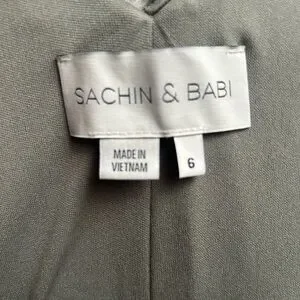 SACHIN & BABI
MADE IN
VIETNAM
6